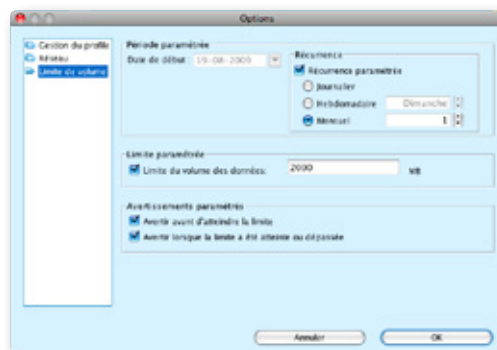 Options
Gestion du profile
Réseau
Limite de volume
Période paramétrée
Date de début 19-08-2009
Récurrence
Récurrence paramétrée
Journalier
Hebdomadaire Dimanche
Mensuel 1
Limite paramétrée
Limite du volume des données: 2000 MB
Avertissements paramétrés
Avertir avant d'atteindre la limite
Avertir lorsque la limite a été atteinte ou dépassée
Annuler OK